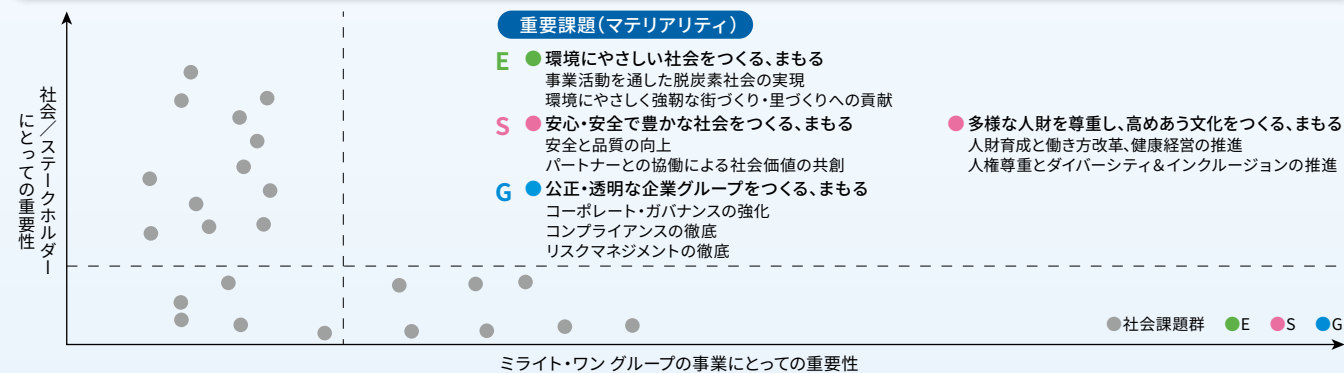 重要課題(マテリアリティ)
E ●環境にやさしい社会をつくる、まもる
事業活動を通した脱炭素社会の実現
環境にやさしく強靭な街づくり・里づくりへの貢献
S ●安心・安全で豊かな社会をつくる、まもる
安全と品質の向上
パートナーとの協働による社会価値の共創
●多様な人財を尊重し、高めあう文化をつくる、まもる
人財育成と働き方改革、健康経営の推進
人権尊重とダイバーシティ&インクルージョンの推進
G ●公正・透明な企業グループをつくる、まもる
コーポレート・ガバナンスの強化
コンプライアンスの徹底
リスクマネジメントの徹底
社会/ステークホルダー
にとっての重要性
●社会課題群 ●E ●S ●G
ミライト・ワン グループの事業にとっての重要性